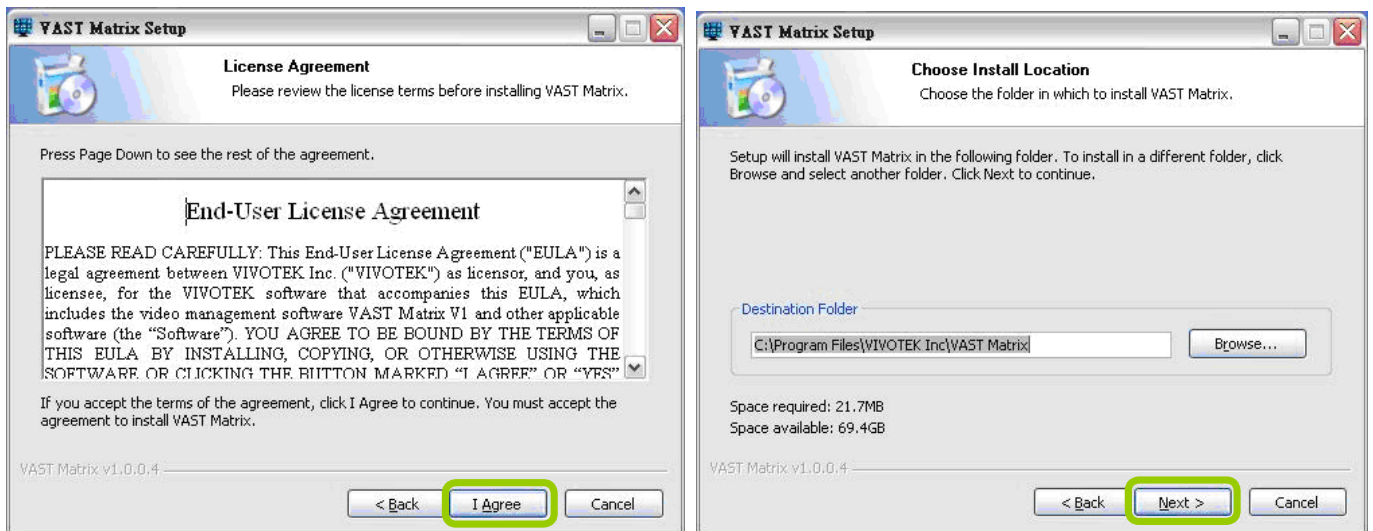 VAST Matrix Setup
License Agreement
Please review the license terms before installing VAST Matrix.
Press Page Down to see the rest of the agreement.
End-User License Agreement
PLEASE READ CAREFULLY: This End-User License Agreement ("EULA") is a
legal agreement between VIVOTEK Inc. ("VIVOTEK") as licensor, and you, as
licensee, for the VIVOTEK software that accompanies this EULA, which
includes the video management software VAST Matrix V1 and other applicable
software (the “Software”). YOU AGREE TO BE BOUND BY THE TERMS OF
THIS EULA BY INSTALLING, COPYING, OR OTHERWISE USING THE
SOFTWARE OR CLICKING THE BUTTON MARKED “I AGREE” OR “YES”
If you accept the terms of the agreement, click I Agree to continue. You must accept the
agreement to install VAST Matrix.
VAST Matrix v1.0.0.4
< Back
I Agree
Cancel
VAST Matrix Setup
Choose Install Location
Choose the folder in which to install VAST Matrix.
Setup will install VAST Matrix in the following folder. To install in a different folder, click
Browse and select another folder. Click Next to continue.
Destination Folder
C:\Program Files\VIVOTEK Inc\VAST Matrix
Browse...
Space required: 21.7MB
Space available: 69.4GB
VAST Matrix v1.0.0.4
< Back
Next >
Cancel